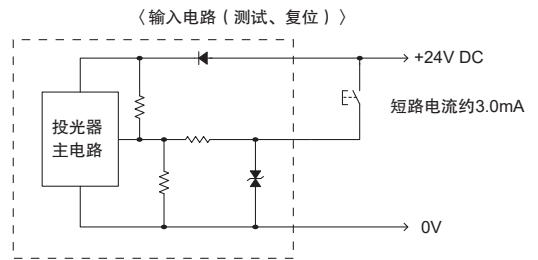 〈输入电路（测试、复位）〉
+24V DC
短路电流约3.0mA
投光器
主电路
0V